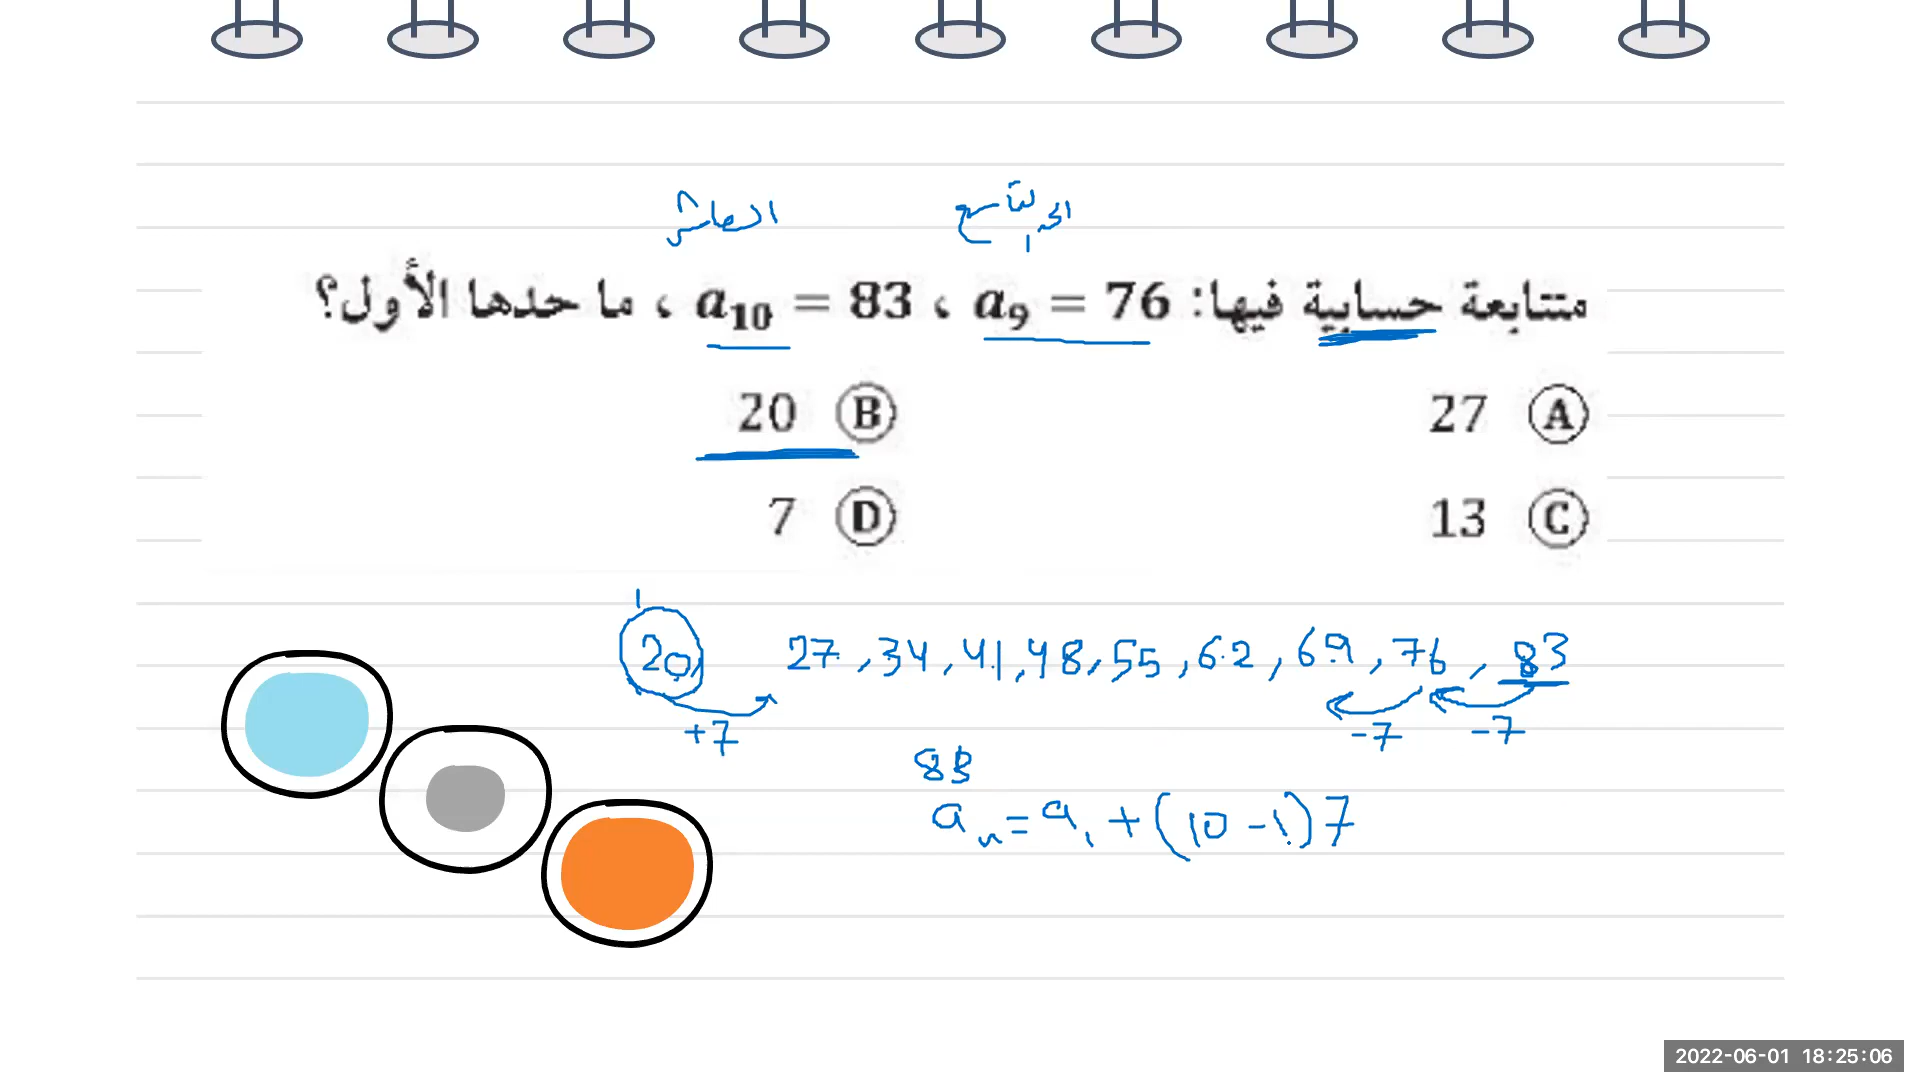 التاسع العاشر
متتابعة حسابية فيها: a₉ = 76 ، a₁₀ = 83 ، ما حدها الأول؟
A 27 B 20
C 13 D 7
1
20, 27, 34, 41, 48, 55, 62, 69, 76, 83
+7 -7 -7
83
aₙ = a₁ + (10 - 1) 7
2022-06-01 18:25:06